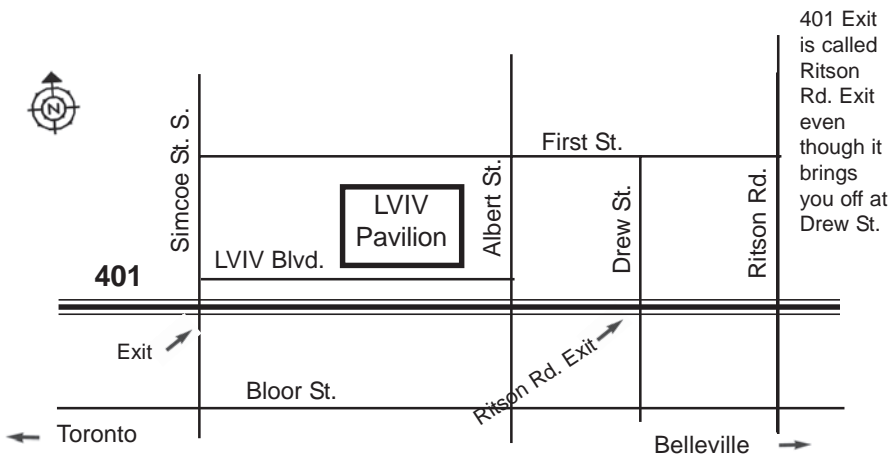 401 Exit
is called
Ritson
Rd. Exit
even
though it
brings
you off at
Drew St.
N
Simcoe St. S.
First St.
LVIV
Pavilion
Albert St.
Drew St.
Ritson Rd.
LVIV Blvd.
401
Exit
Ritson Rd. Exit
Bloor St.
Toronto
Belleville